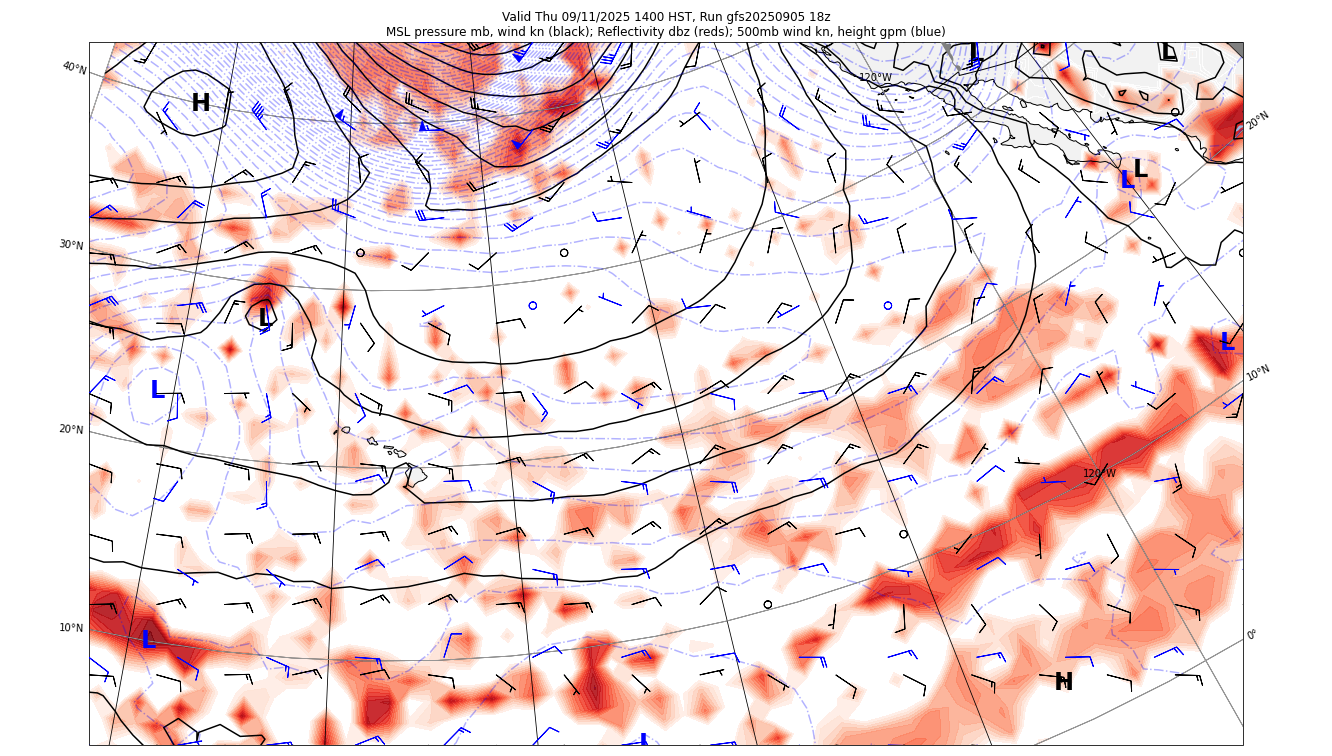 Valid Thu 09/11/2025 1400 HST, Run gfs20250905 18z
MSL pressure mb, wind kn (black); Reflectivity dbz (reds); 500mb wind kn, height gpm (blue)
L
L
40°N
120°W
H
20°N
L
L
30°N
L
L
10°N
L
20°N
120°W
10°N
L
0°
H
L